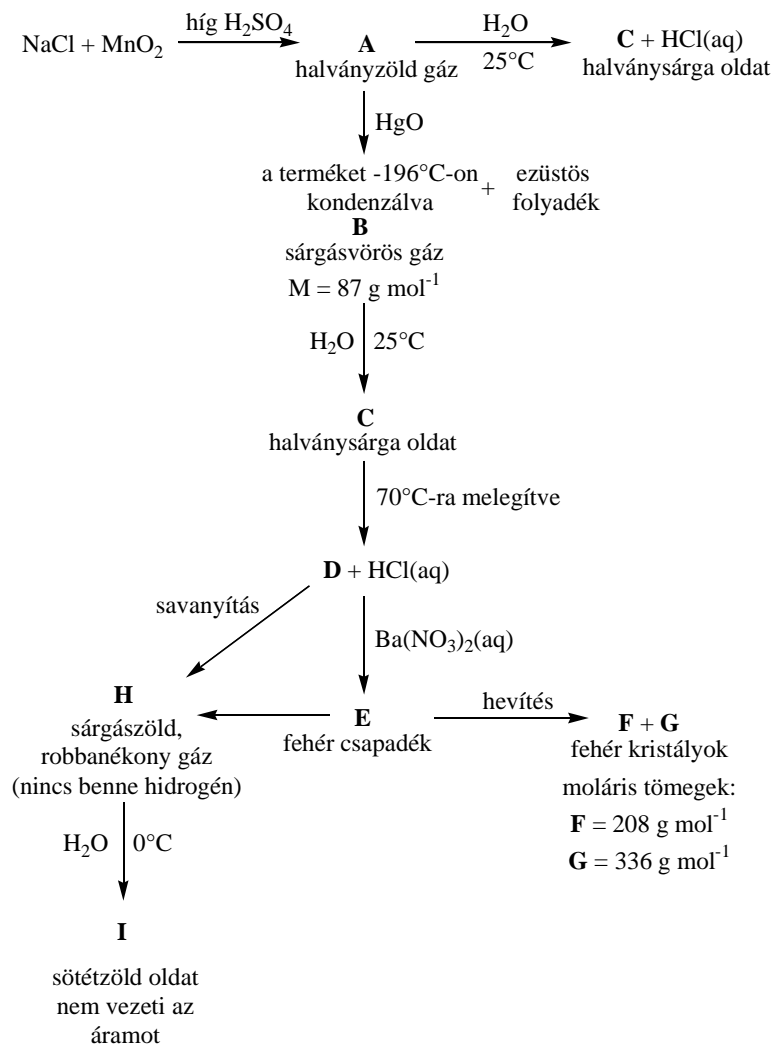 NaCl + MnO₂
híg H₂SO₄
A
halványzöld gáz
H₂O
25°C
C + HCl(aq)
halványsárga oldat
HgO
a terméket -196°C-on
kondenzálva
+
ezüstös
folyadék
B
sárgásvörös gáz
M = 87 g mol⁻¹
H₂O
25°C
C
halványsárga oldat
70°C-ra melegítve
D + HCl(aq)
savanyítás
Ba(NO₃)₂(aq)
H
sárgászöld,
robbanékony gáz
(nincs benne hidrogén)
E
fehér csapadék
hevítés
F + G
fehér kristályok
moláris tömegek:
F = 208 g mol⁻¹
G = 336 g mol⁻¹
H₂O
0°C
I
sötétzöld oldat
nem vezeti az
áramot